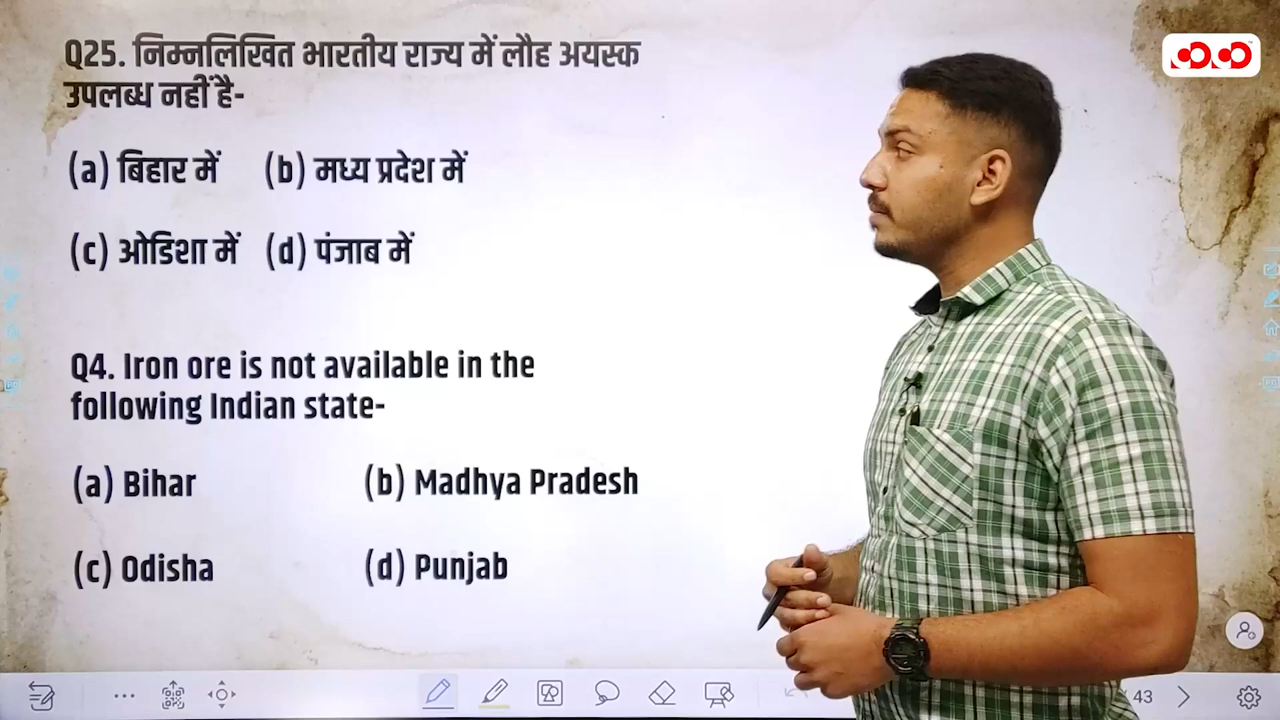 Q25. निम्नलिखित भारतीय राज्य में लौह अयस्क
उपलब्ध नहीं है-
(a) बिहार में (b) मध्य प्रदेश में
(c) ओडिशा में (d) पंजाब में
Q4. Iron ore is not available in the
following Indian state-
(a) Bihar (b) Madhya Pradesh
(c) Odisha (d) Punjab
43